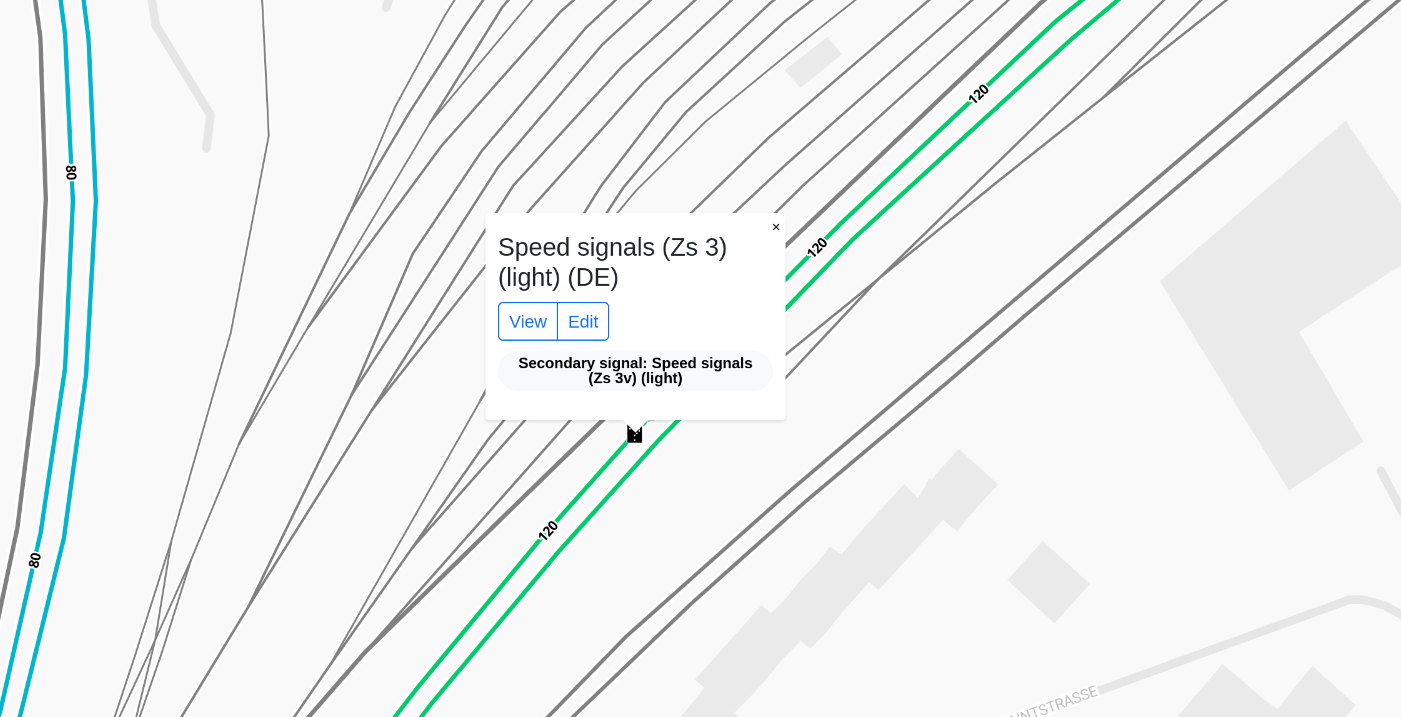 120
80
120
×
Speed signals (Zs 3)
(light) (DE)
View Edit
Secondary signal: Speed signals
(Zs 3v) (light)
120
80